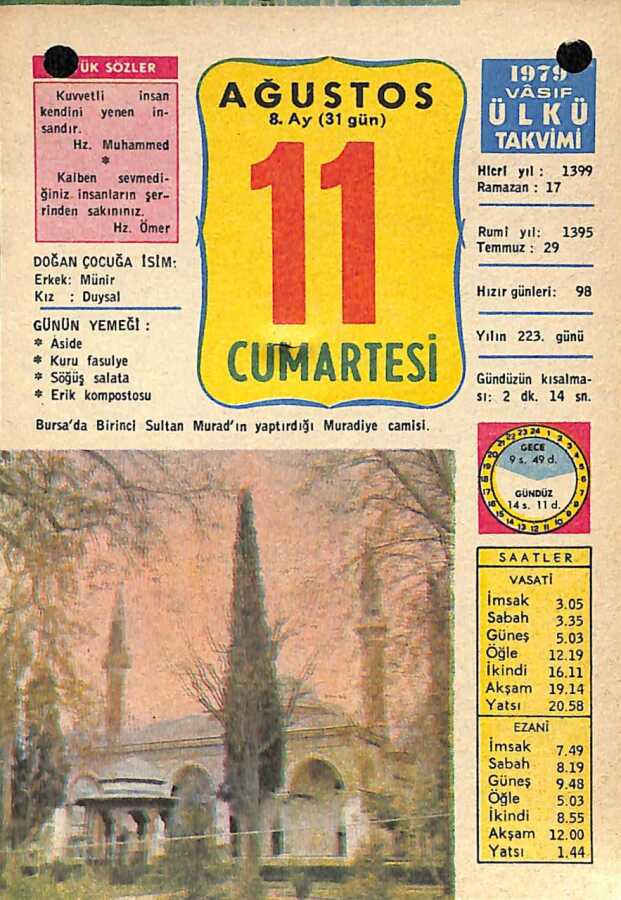 ÜK SÖZLER
Kuvvetli insan
kendini yenen in-
sandır.
Hz. Muhammed
*
Kalben sevmedi-
ğiniz insanların şer-
rinden sakınınız.
Hz. Ömer
DOĞAN ÇOCUĞA İSİM:
Erkek: Münir
Kız : Duysal
GÜNÜN YEMEĞİ :
* Aside
* Kuru fasulye
* Söğüş salata
* Erik kompostosu
AĞUSTOS
8. Ay (31 gün)
11
CUMARTESİ
1979
VÂSIF
ÜLKÜ
TAKVİMİ
Hicri yıl : 1399
Ramazan : 17
Rumi yıl: 1395
Temmuz : 29
Hızır günleri: 98
Yılın 223. günü
Gündüzün kısalma-
sı: 2 dk. 14 sn.
Bursa'da Birinci Sultan Murad'ın yaptırdığı Muradiye camisi.
GECE
9 s. 49 d.
GÜNDÜZ
14 s. 11 d.
SAATLER
VASATİ
İmsak 3.05
Sabah 3.35
Güneş 5.03
Öğle 12.19
İkindi 16.11
Akşam 19.14
Yatsı 20.58
EZANİ
İmsak 7.49
Sabah 8.19
Güneş 9.48
Öğle 5.03
İkindi 8.55
Akşam 12.00
Yatsı 1.44